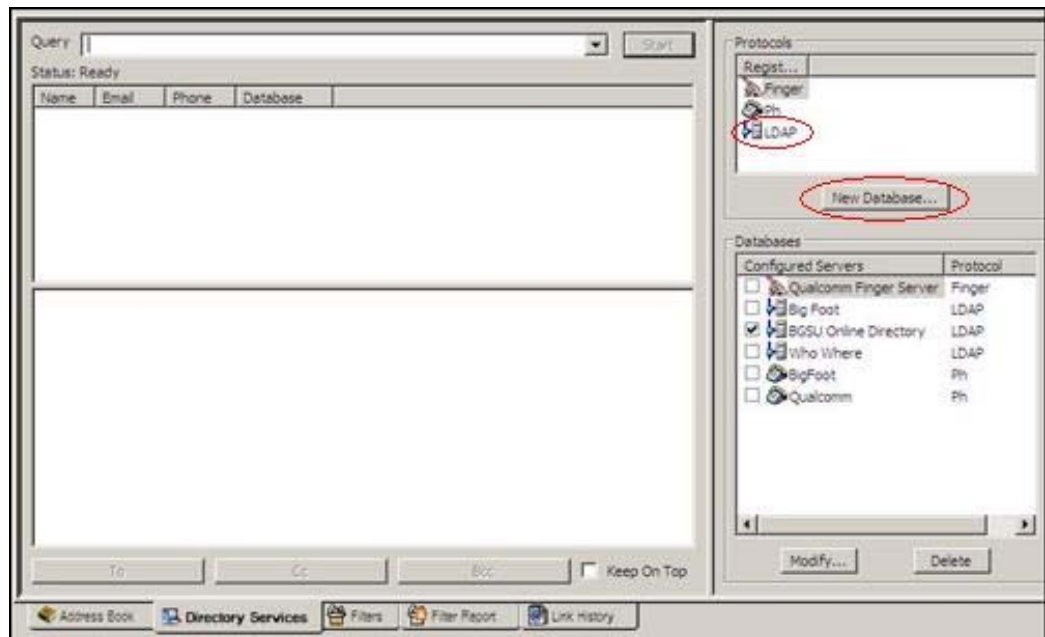 Query
Start
Status: Ready
Name Email Phone Database
To Cc Bcc Keep On Top
Protocols
Regist...
Finger
Ph
LDAP
New Database...
Databases
Configured Servers Protocol
Qualcomm Finger Server Finger
Big Foot LDAP
BGSU Online Directory LDAP
Who Where LDAP
BigFoot Ph
Qualcomm Ph
Modify... Delete
Address Book Directory Services Filters Filter Report Link History